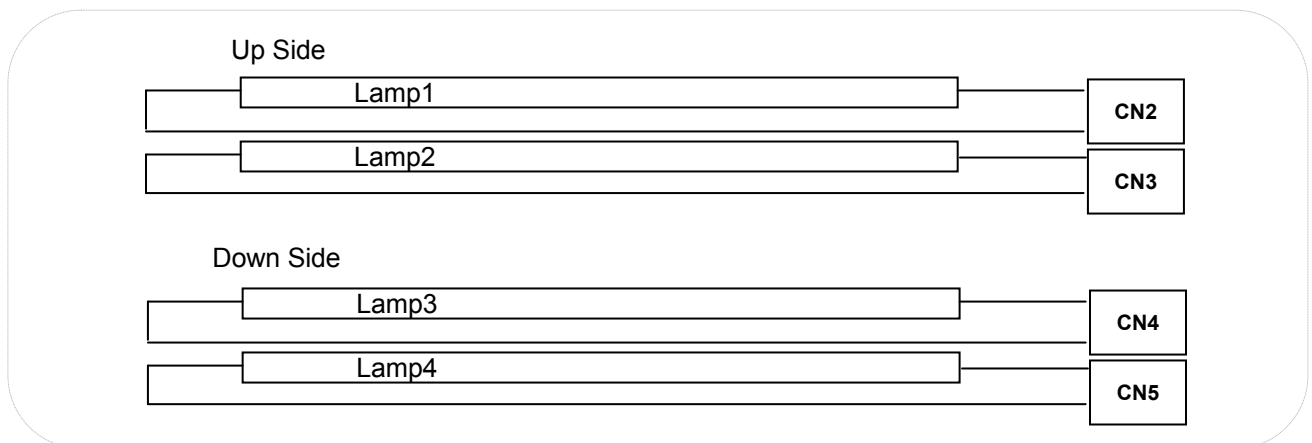 Up Side
Lamp1
CN2
Lamp2
CN3
Down Side
Lamp3
CN4
Lamp4
CN5